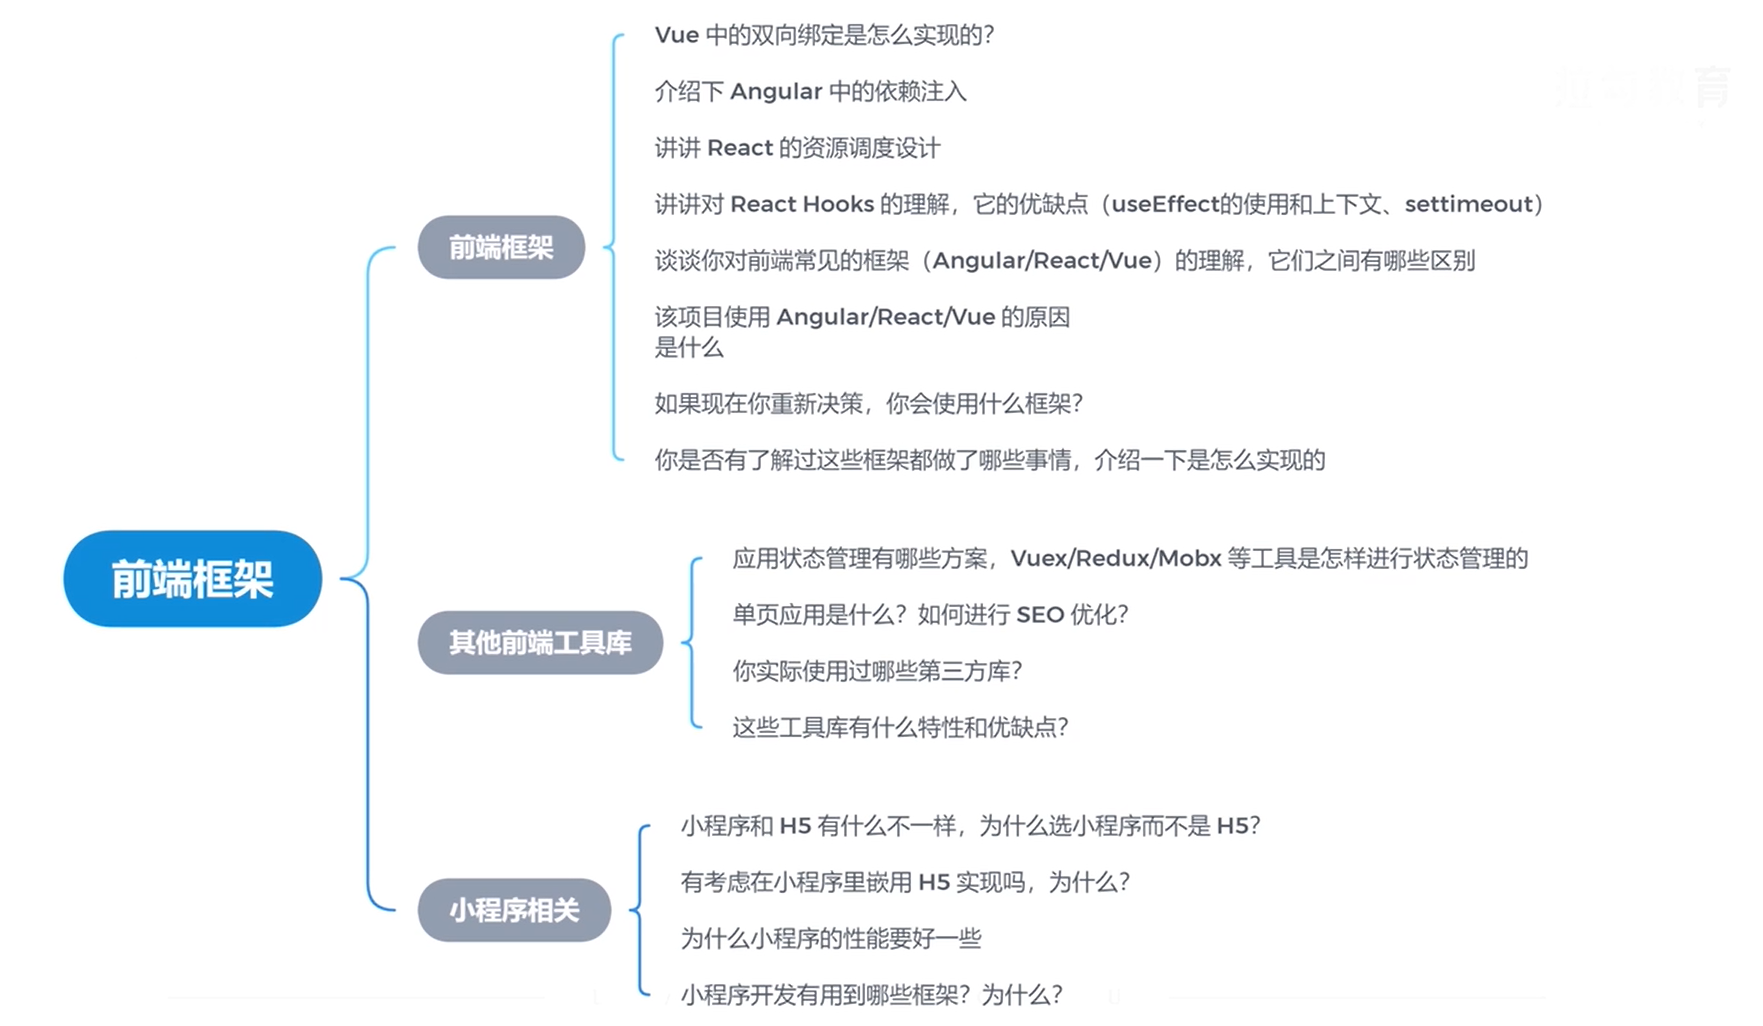 Vue 中的双向绑定是怎么实现的?
介绍下 Angular 中的依赖注入
讲讲 React 的资源调度设计
讲讲对 React Hooks 的理解，它的优缺点（useEffect的使用和上下文、settimeout）
前端框架
谈谈你对前端常见的框架（Angular/React/Vue）的理解，它们之间有哪些区别
该项目使用 Angular/React/Vue 的原因
是什么
如果现在你重新决策，你会使用什么框架?
你是否有了解过这些框架都做了哪些事情，介绍一下是怎么实现的
前端框架
应用状态管理有哪些方案，Vuex/Redux/Mobx 等工具是怎样进行状态管理的
单页应用是什么? 如何进行 SEO 优化?
其他前端工具库
你实际使用过哪些第三方库?
这些工具库有什么特性和优缺点?
小程序和 H5 有什么不一样，为什么选小程序而不是 H5?
有考虑在小程序里嵌用 H5 实现吗，为什么?
小程序相关
为什么小程序的性能要好一些
小程序开发有用到哪些框架? 为什么?